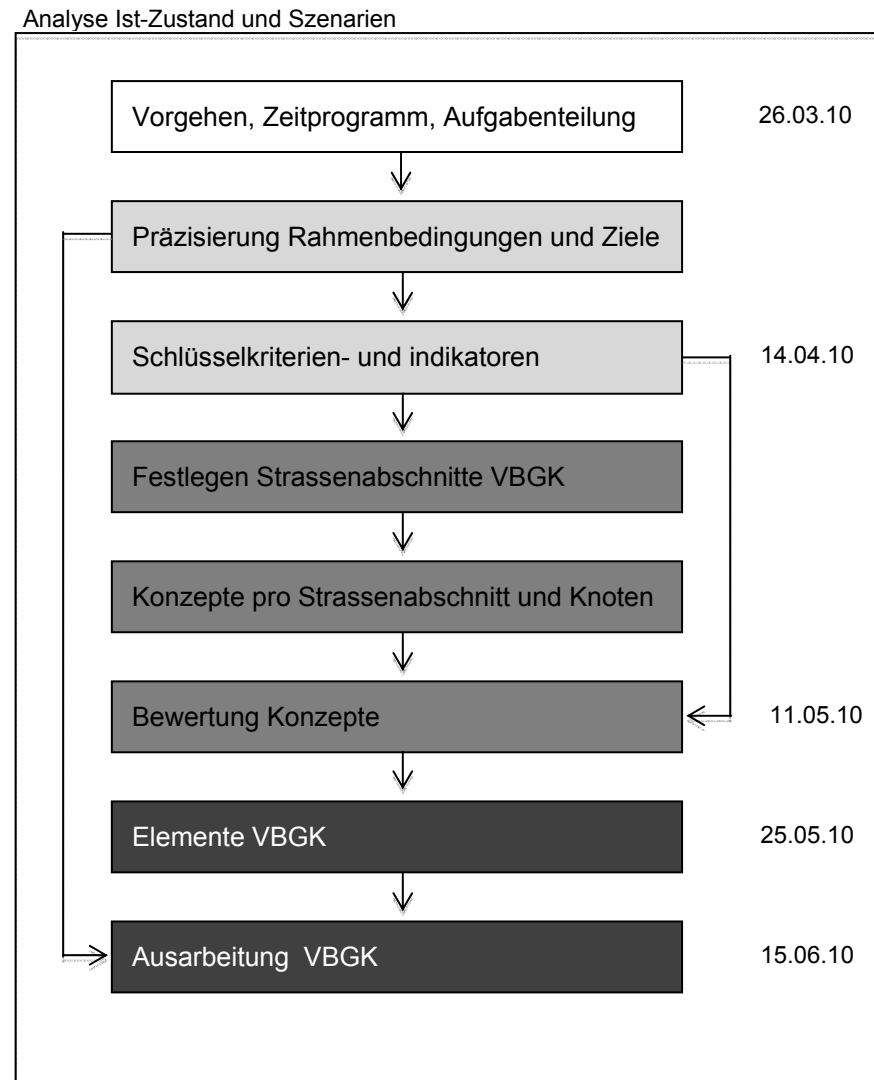 Analyse Ist-Zustand und Szenarien
Vorgehen, Zeitprogramm, Aufgabenteilung 26.03.10
Präzisierung Rahmenbedingungen und Ziele
Schlüsselkriterien- und indikatoren 14.04.10
Festlegen Strassenabschnitte VBGK
Konzepte pro Strassenabschnitt und Knoten
Bewertung Konzepte 11.05.10
Elemente VBGK 25.05.10
Ausarbeitung VBGK 15.06.10